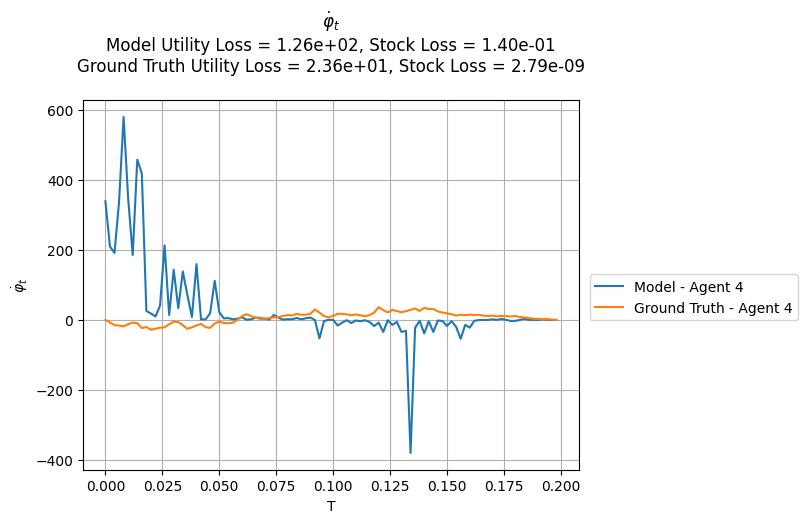 φ̇ₜ
Model Utility Loss = 1.26e+02, Stock Loss = 1.40e-01
Ground Truth Utility Loss = 2.36e+01, Stock Loss = 2.79e-09
600
400
200
0
−200
−400
φ̇ₜ
0.000 0.025 0.050 0.075 0.100 0.125 0.150 0.175 0.200
T
Model - Agent 4
Ground Truth - Agent 4